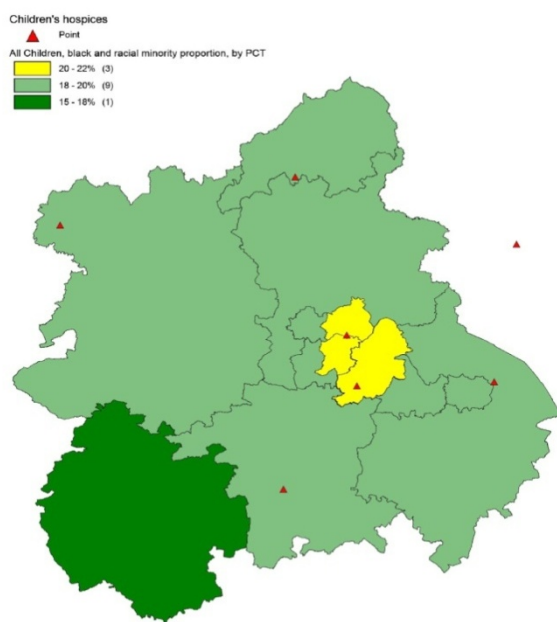 Children's hospices
Point
All Children, black and racial minority proportion, by PCT
20 - 22% (3)
18 - 20% (9)
15 - 18% (1)